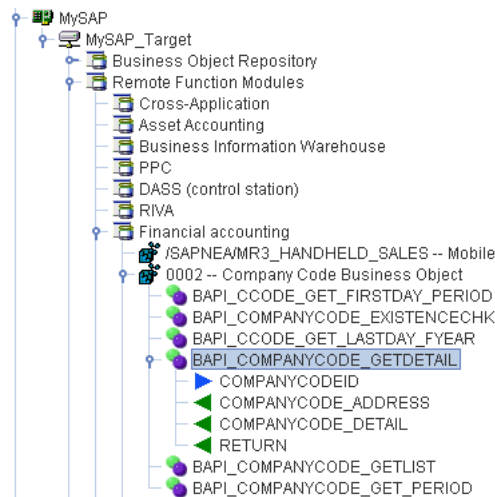 MySAP
MySAP_Target
Business Object Repository
Remote Function Modules
Cross-Application
Asset Accounting
Business Information Warehouse
PPC
DASS (control station)
RIVA
Financial accounting
/SAPNEA/MR3_HANDHELD_SALES -- Mobile
0002 -- Company Code Business Object
BAPI_CCODE_GET_FIRSTDAY_PERIOD
BAPI_COMPANYCODE_EXISTENCECHK
BAPI_CCODE_GET_LASTDAY_FYEAR
BAPI_COMPANYCODE_GETDETAIL
COMPANYCODEID
COMPANYCODE_ADDRESS
COMPANYCODE_DETAIL
RETURN
BAPI_COMPANYCODE_GETLIST
BAPI_COMPANYCODE_GET_PERIOD